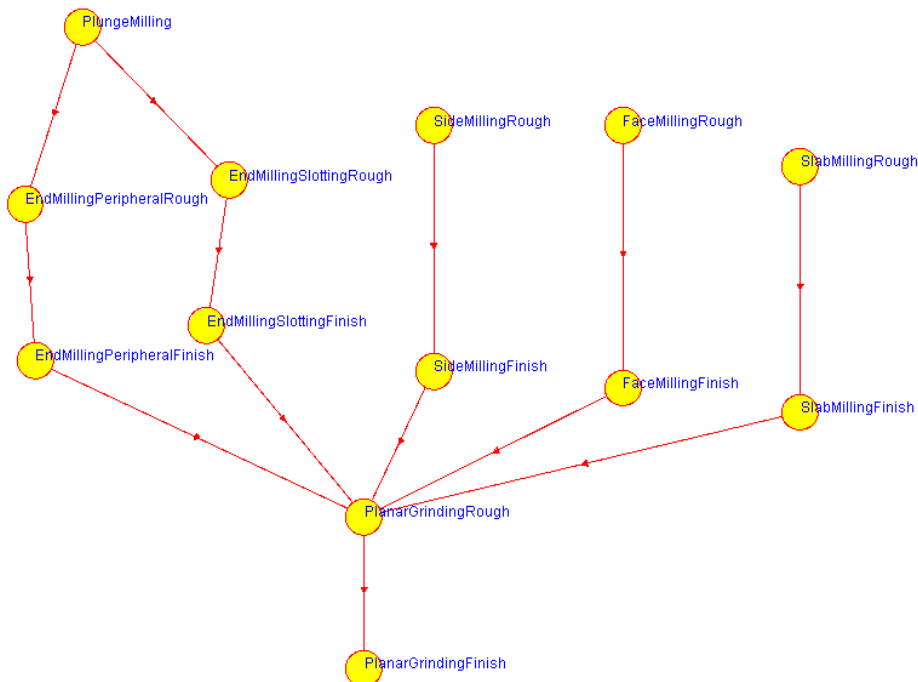 PlungeMilling
SideMillingRough
FaceMillingRough
SlabMillingRough
EndMillingSlottingRough
EndMillingPeripheralRough
EndMillingSlottingFinish
EndMillingPeripheralFinish
SideMillingFinish
FaceMillingFinish
SlabMillingFinish
PlanarGrindingRough
PlanarGrindingFinish